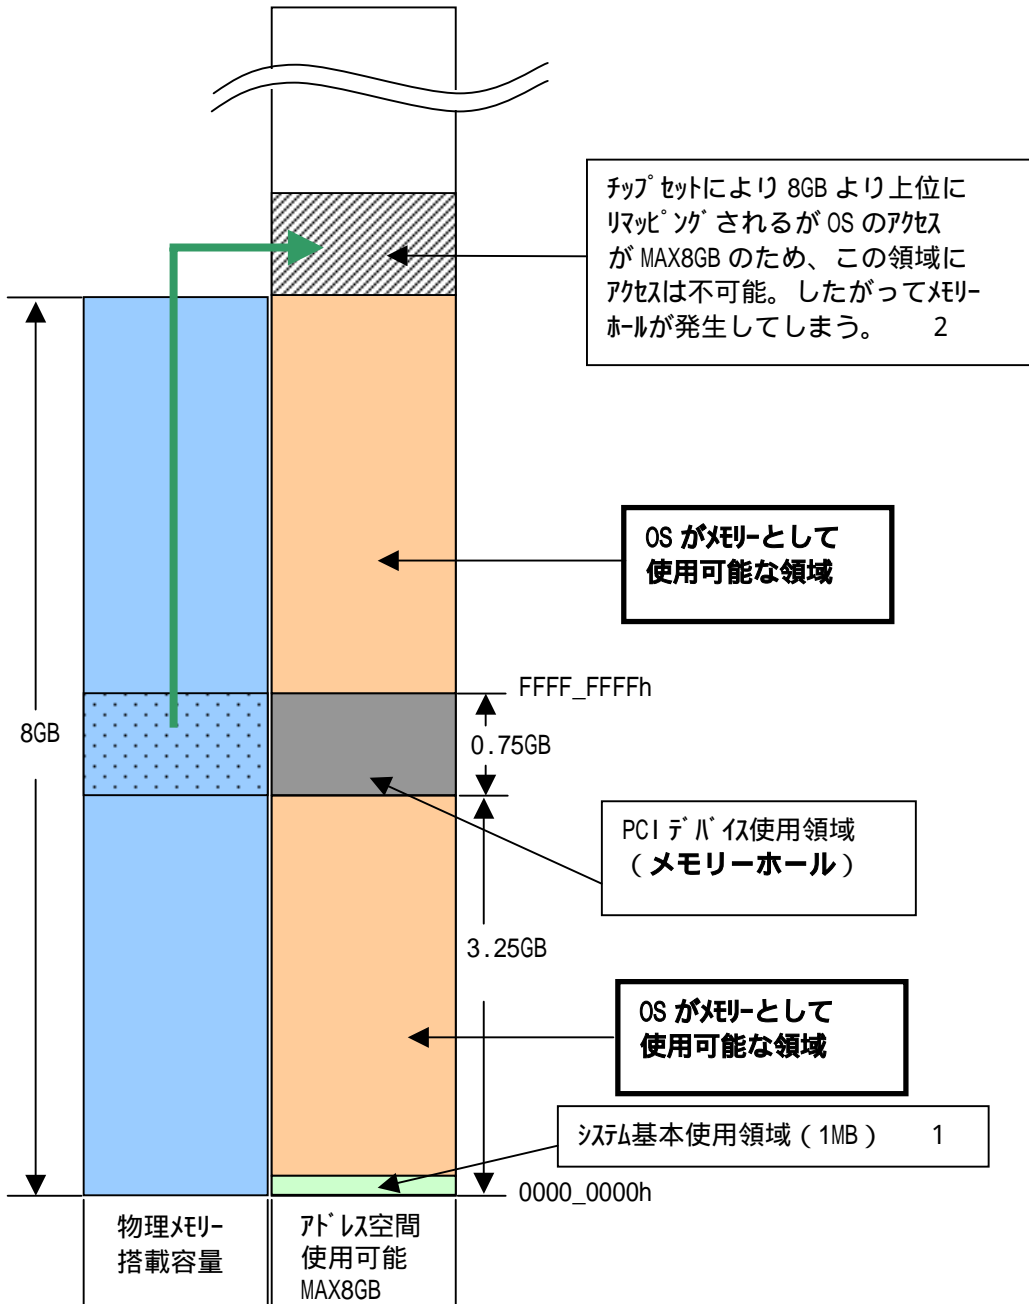 チップセットにより 8GB より上位に
リマッピングされるが OS のアクセス
が MAX8GB のため、この領域に
アクセスは不可能。したがってメモリー
ホールが発生してしまう。 2
OS がメモリーとして
使用可能な領域
FFFF_FFFFh
8GB
0.75GB
PCI デバイス使用領域
(メモリーホール)
3.25GB
OS がメモリーとして
使用可能な領域
システム基本使用領域(1MB) 1
0000_0000h
物理メモリー
搭載容量
アドレス空間
使用可能
MAX8GB